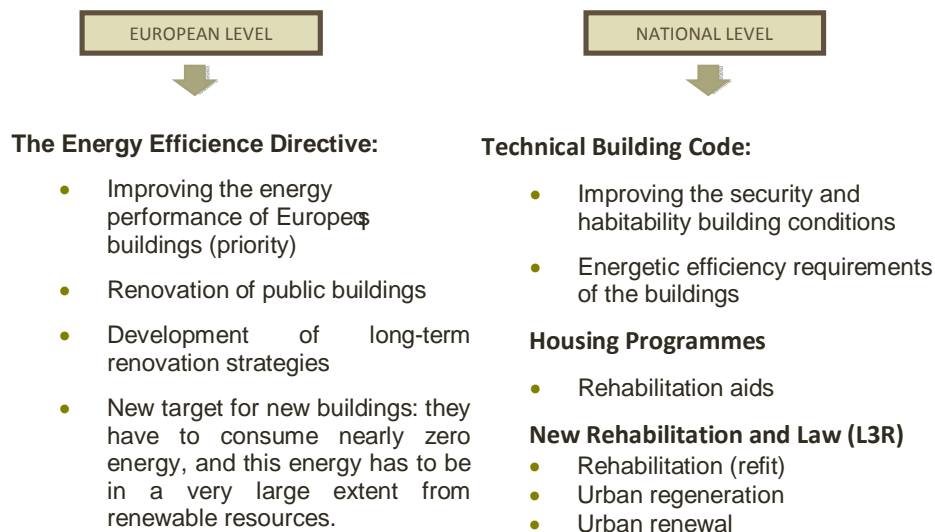 EUROPEAN LEVEL
The Energy Efficience Directive:
• Improving the energy
performance of Europe's
buildings (priority)
• Renovation of public buildings
• Development of long-term
renovation strategies
• New target for new buildings: they
have to consume nearly zero
energy, and this energy has to be
in a very large extent from
renewable resources.
NATIONAL LEVEL
Technical Building Code:
• Improving the security and
habitability building conditions
• Energetic efficiency requirements
of the buildings
Housing Programmes
• Rehabilitation aids
New Rehabilitation and Law (L3R)
• Rehabilitation (refit)
• Urban regeneration
• Urban renewal